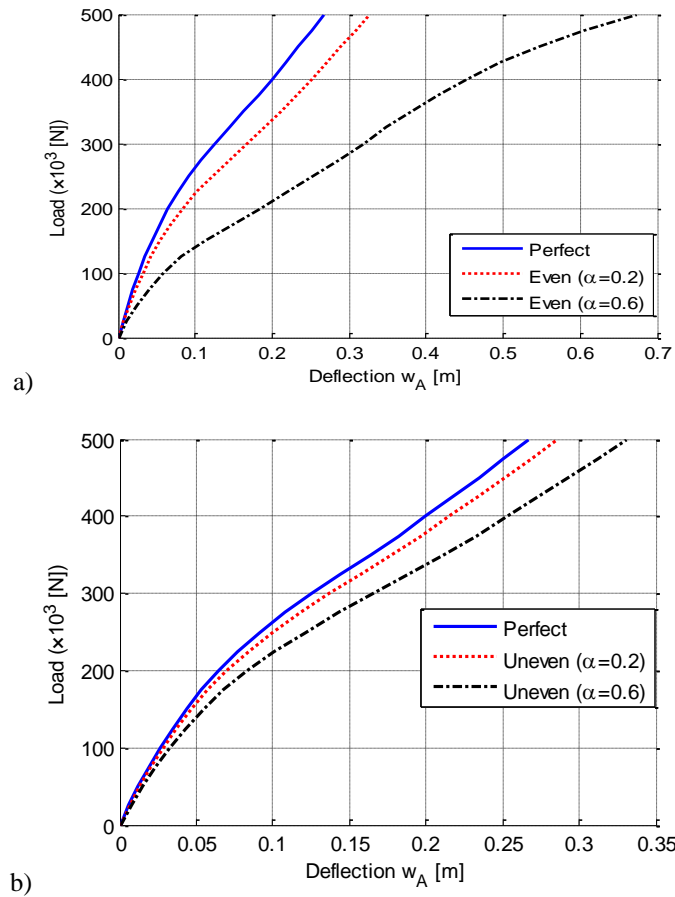 500
400
300
200
100
0
Load (×10³ [N])
Perfect
Even (α=0.2)
Even (α=0.6)
0 0.1 0.2 0.3 0.4 0.5 0.6 0.7
Deflection w_A [m]
a)
500
400
300
200
100
0
Load (×10³ [N])
Perfect
Uneven (α=0.2)
Uneven (α=0.6)
0 0.05 0.1 0.15 0.2 0.25 0.3 0.35
Deflection w_A [m]
b)